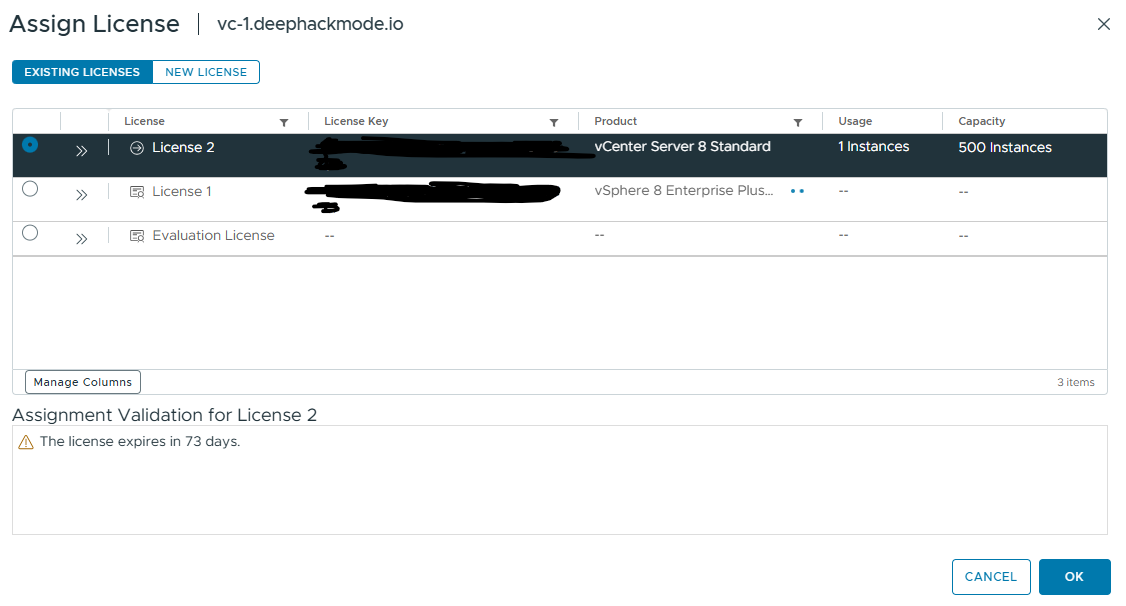 Assign License | vc-1.deephackmode.io
EXISTING LICENSES NEW LICENSE
License License Key Product Usage Capacity
License 2 vCenter Server 8 Standard 1 Instances 500 Instances
License 1 vSphere 8 Enterprise Plus... -- --
Evaluation License -- -- -- --
Manage Columns 3 items
Assignment Validation for License 2
The license expires in 73 days.
CANCEL OK